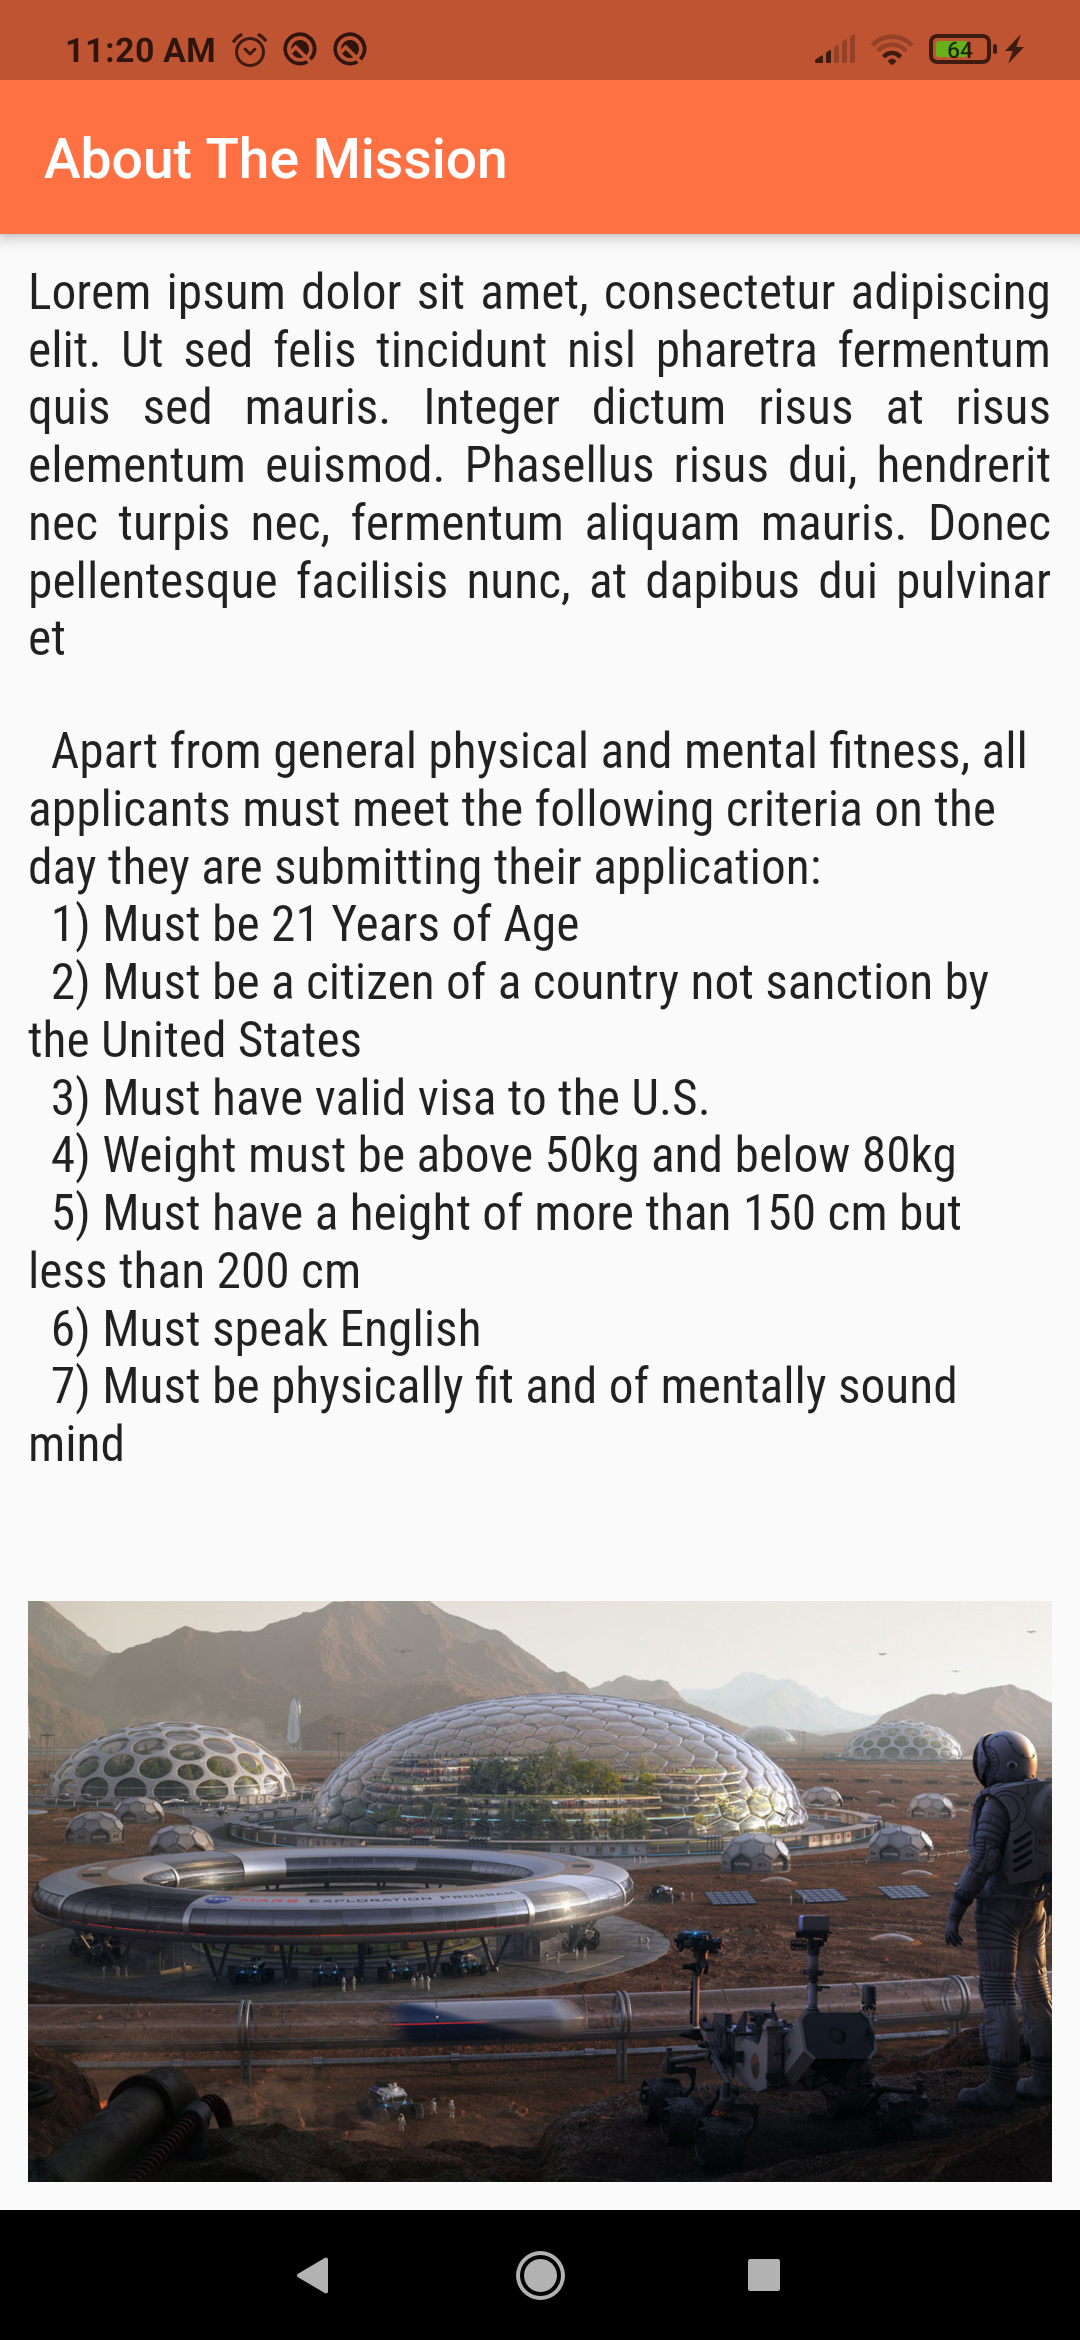 11:20 AM
64
About The Mission
Lorem ipsum dolor sit amet, consectetur adipiscing
elit. Ut sed felis tincidunt nisl pharetra fermentum
quis sed mauris. Integer dictum risus at risus
elementum euismod. Phasellus risus dui, hendrerit
nec turpis nec, fermentum aliquam mauris. Donec
pellentesque facilisis nunc, at dapibus dui pulvinar
et
Apart from general physical and mental fitness, all
applicants must meet the following criteria on the
day they are submitting their application:
1) Must be 21 Years of Age
2) Must be a citizen of a country not sanction by
the United States
3) Must have valid visa to the U.S.
4) Weight must be above 50kg and below 80kg
5) Must have a height of more than 150 cm but
less than 200 cm
6) Must speak English
7) Must be physically fit and of mentally sound
mind
MARS EXPLORATION PROGRAM